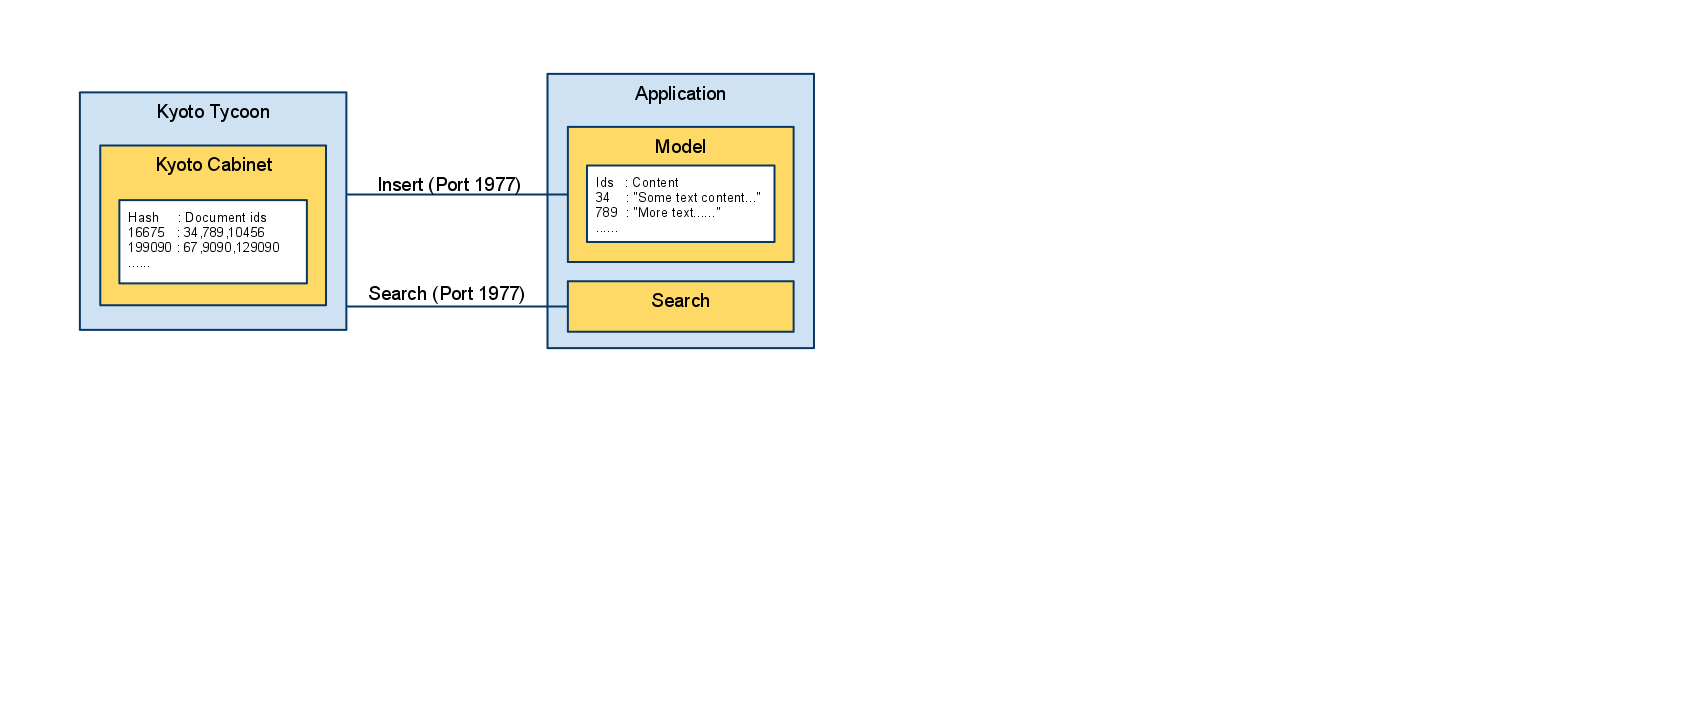 Kyoto Tycoon
Kyoto Cabinet
Hash : Document ids
16675 : 34,789,10456
199090 : 67,9090,129090
......
Insert (Port 1977)
Search (Port 1977)
Application
Model
Ids : Content
34 : "Some text content..."
789 : "More text......"
......
Search